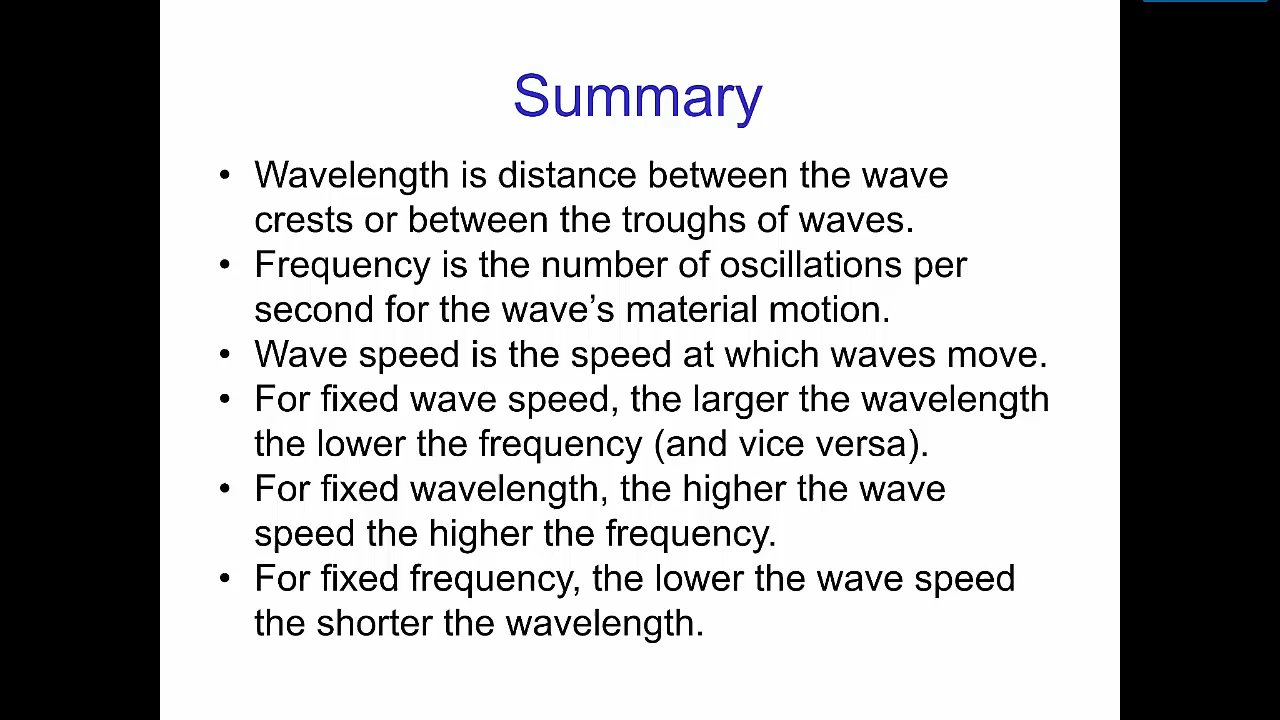 Summary
• Wavelength is distance between the wave
crests or between the troughs of waves.
• Frequency is the number of oscillations per
second for the wave’s material motion.
• Wave speed is the speed at which waves move.
• For fixed wave speed, the larger the wavelength
the lower the frequency (and vice versa).
• For fixed wavelength, the higher the wave
speed the higher the frequency.
• For fixed frequency, the lower the wave speed
the shorter the wavelength.